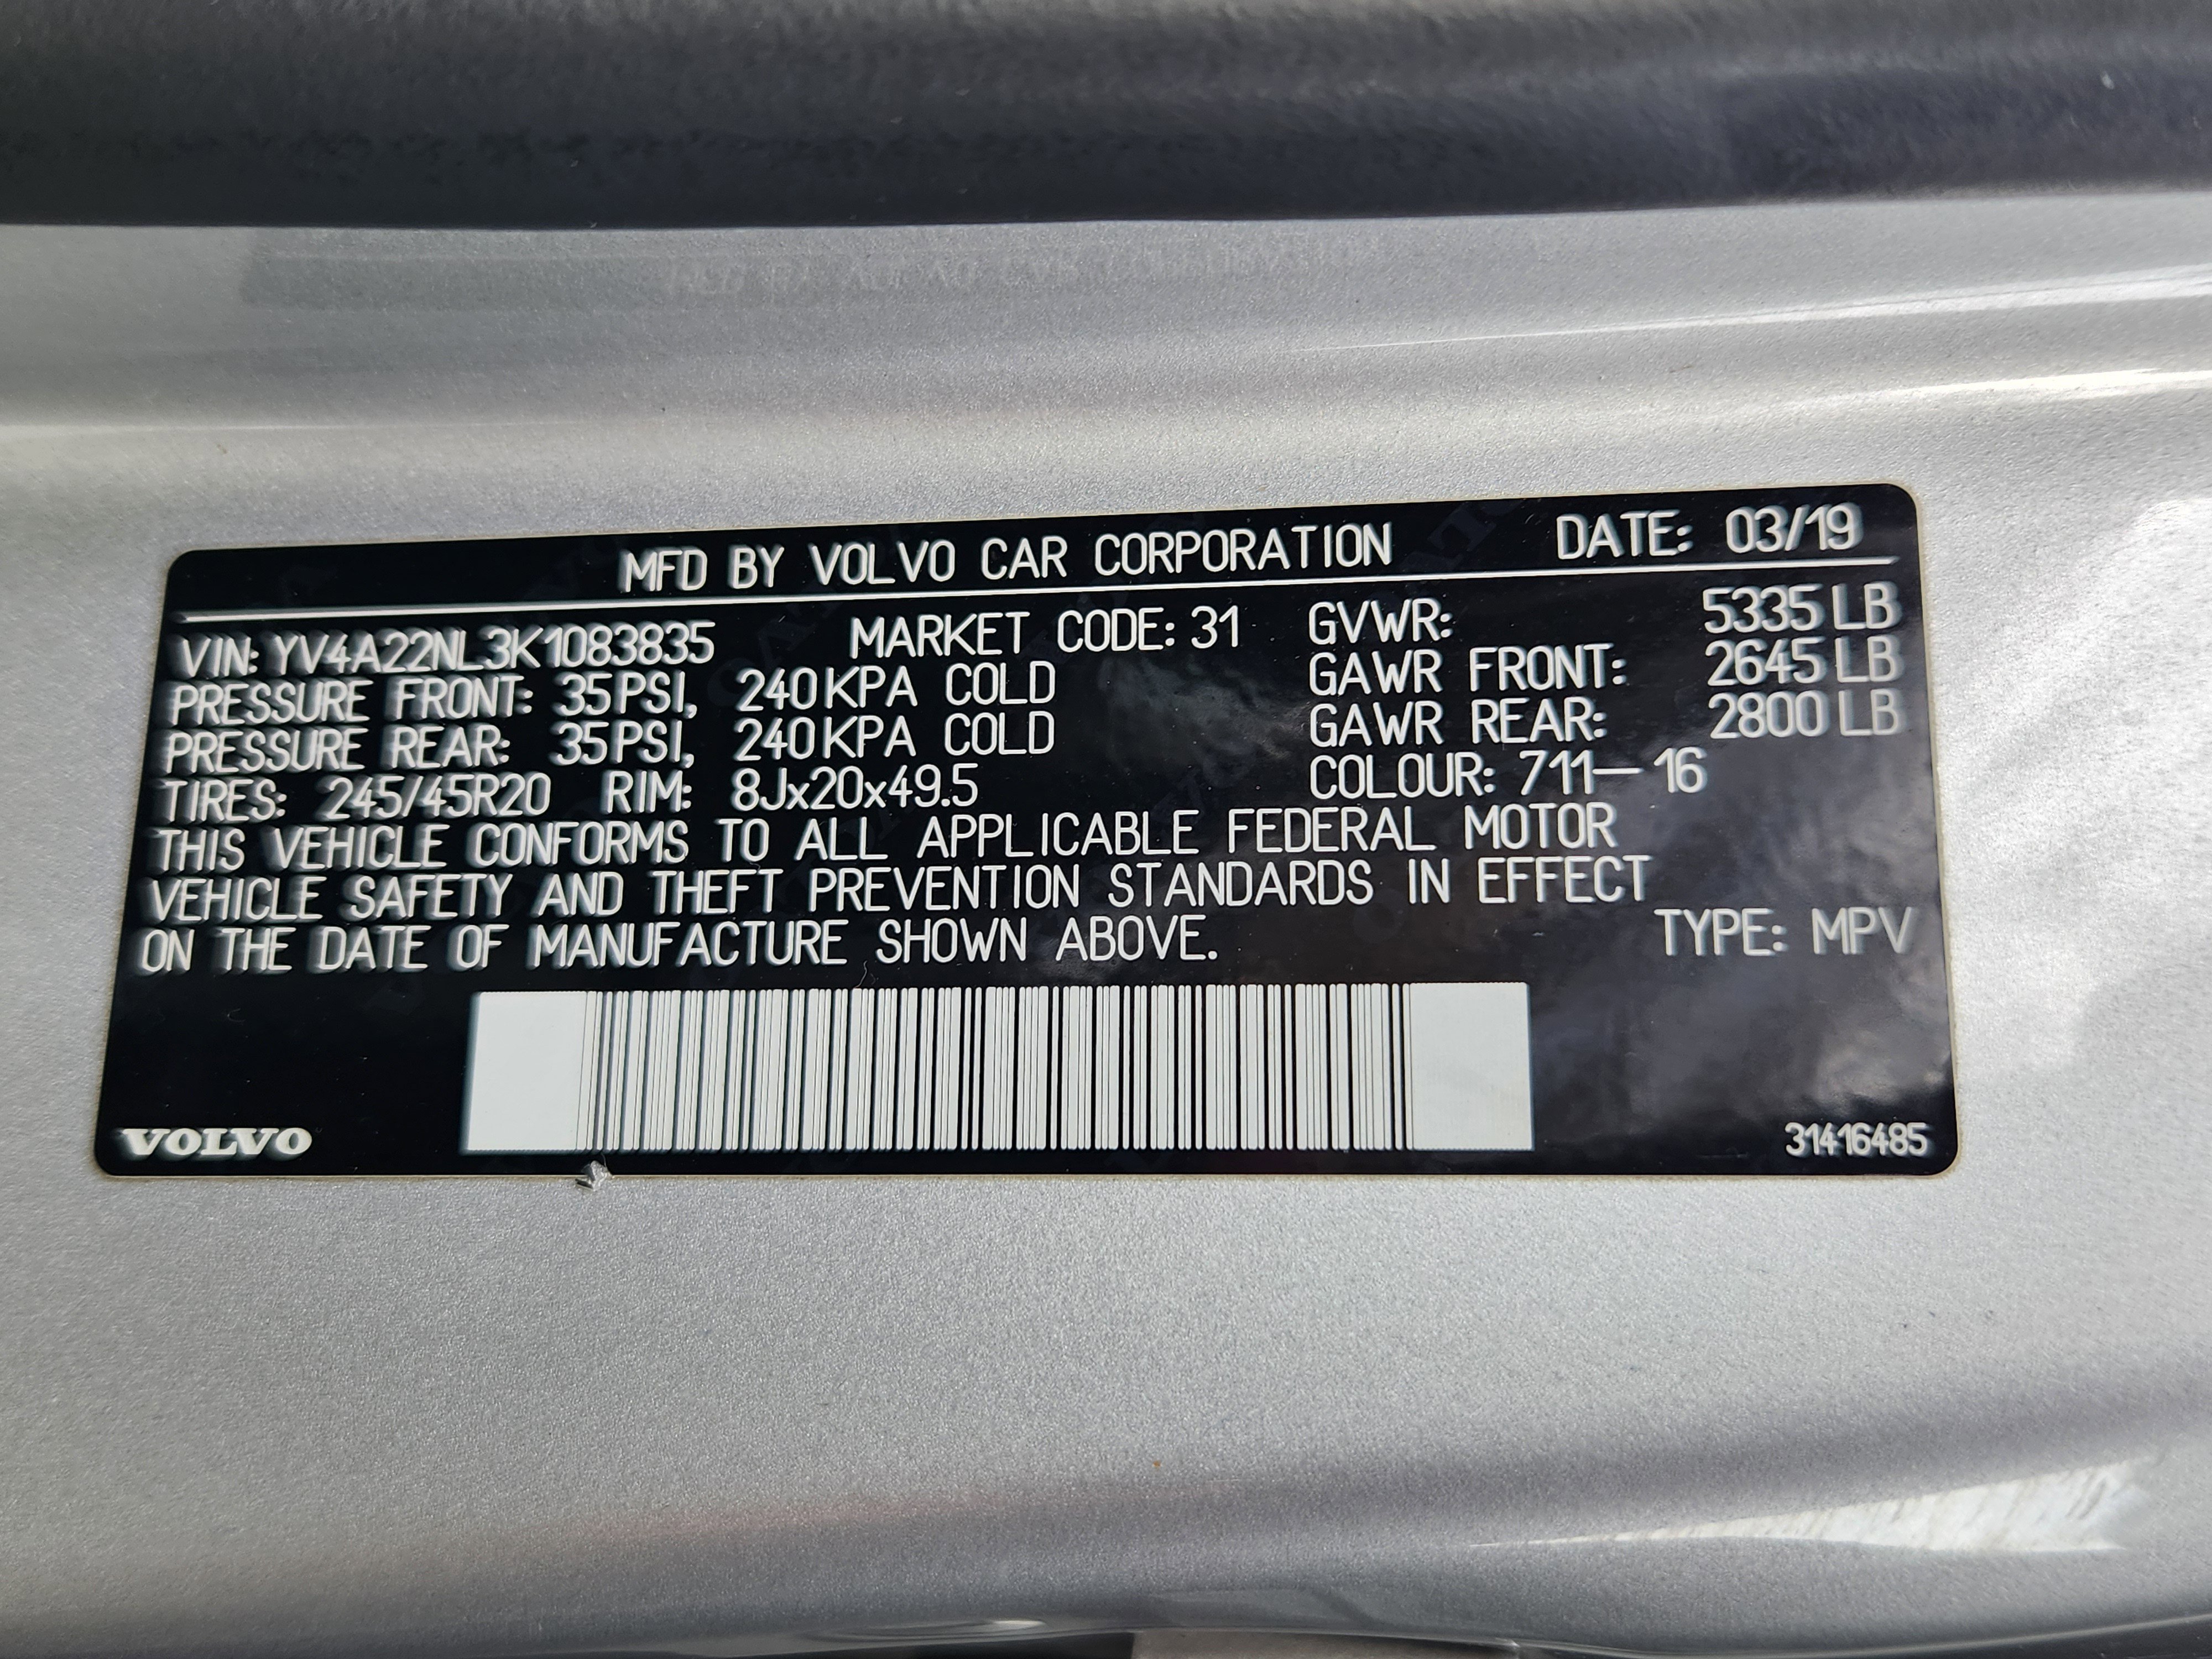 MFD BY VOLVO CAR CORPORATION DATE: 03/19
VIN: YV4A22NL3K1083835 MARKET CODE: 31 GVWR: 5335 LB
PRESSURE FRONT: 35 PSI, 240 KPA COLD GAWR FRONT: 2645 LB
PRESSURE REAR: 35 PSI, 240 KPA COLD GAWR REAR: 2800 LB
TIRES: 245/45R20 RIM: 8Jx20x49.5 COLOUR: 711-16
THIS VEHICLE CONFORMS TO ALL APPLICABLE FEDERAL MOTOR
VEHICLE SAFETY AND THEFT PREVENTION STANDARDS IN EFFECT
ON THE DATE OF MANUFACTURE SHOWN ABOVE. TYPE: MPV
VOLVO 31416485